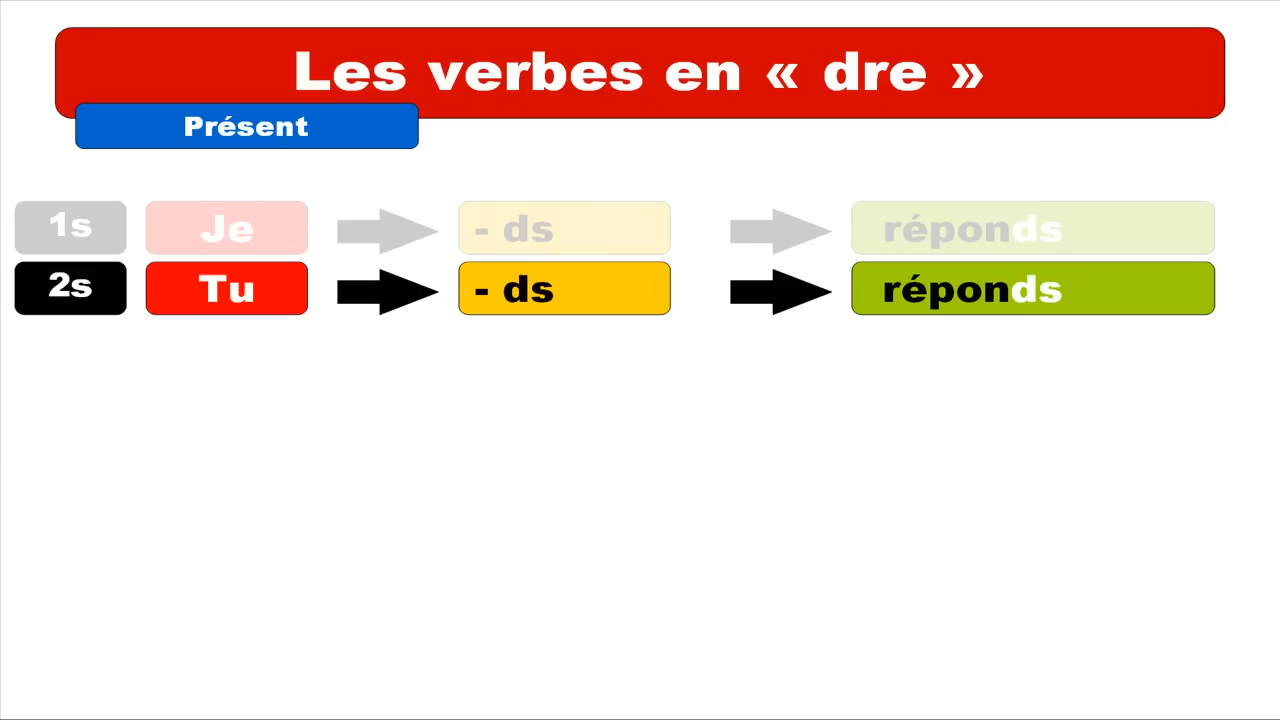 Les verbes en « dre »
Présent
1s Je - ds réponds
2s Tu - ds réponds